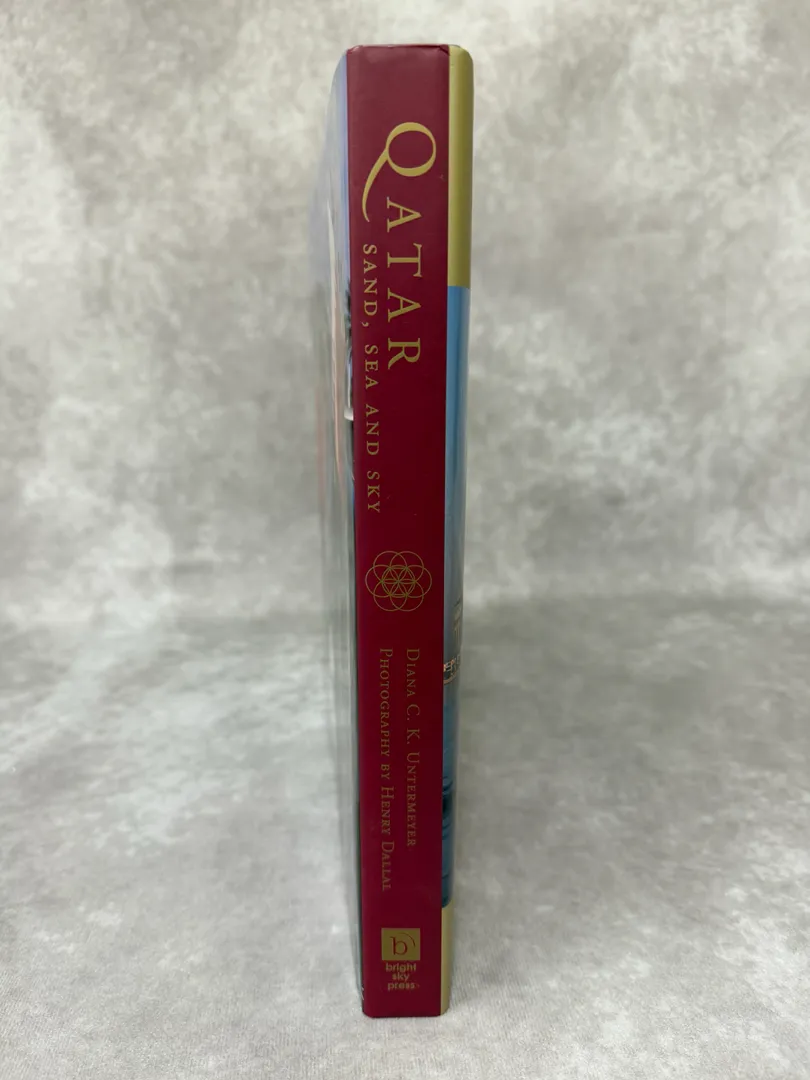 QATAR
SAND, SEA AND SKY
DIANA C. K. UNTERMEYER
PHOTOGRAPHY BY HENRY DALLAL
b
bright
sky
press